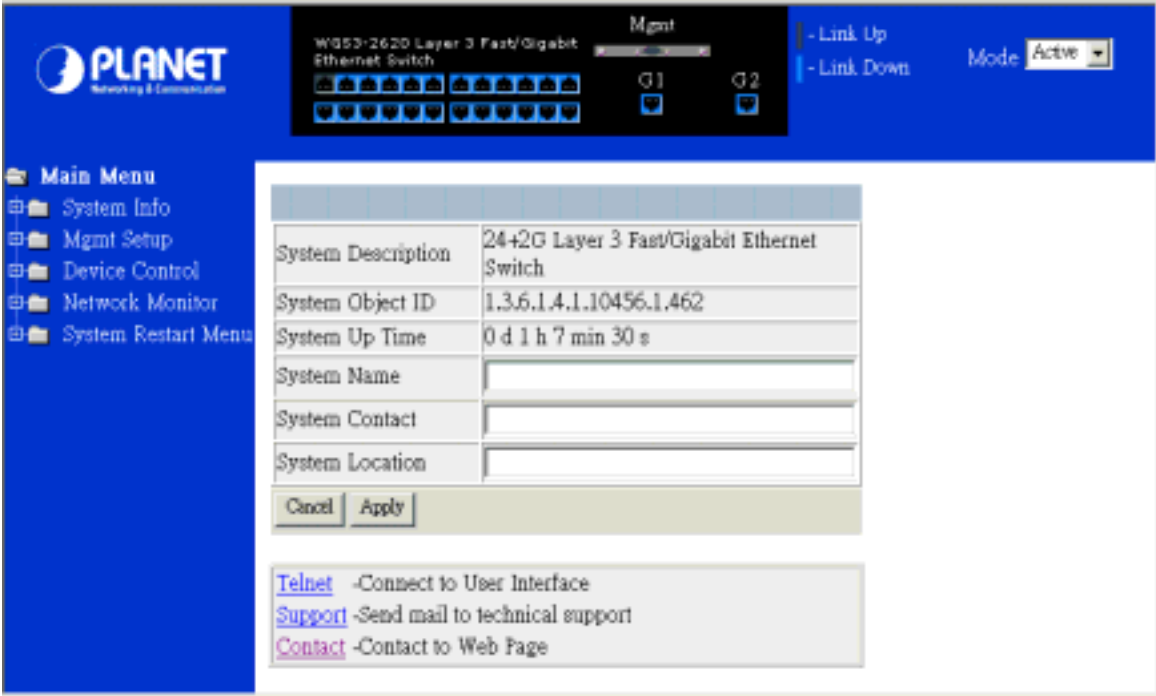 PLANET
Networking & Communication
WGS3-2620 Layer 3 Fast/Gigabit
Ethernet Switch
Mgmt
G1
G2
- Link Up
- Link Down
Mode Active
Main Menu
System Info
Mgmt Setup
Device Control
Network Monitor
System Restart Menu
System Description
24+2G Layer 3 Fast/Gigabit Ethernet
Switch
System Object ID
1.3.6.1.4.1.10456.1.462
System Up Time
0 d 1 h 7 min 30 s
System Name
System Contact
System Location
Cancel
Apply
Telnet -Connect to User Interface
Support -Send mail to technical support
Contact -Contact to Web Page